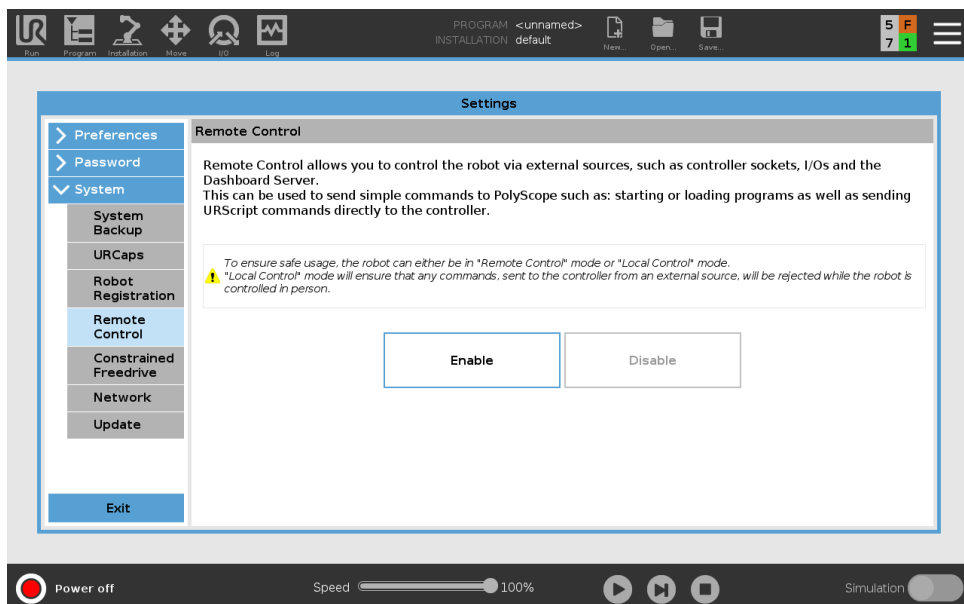 UR
Run
Program
Installation
Move
I/O
Log
PROGRAM <unnamed>
INSTALLATION default
New...
Open...
Save...
5 F
7 1
Settings
Preferences
Password
System
System
Backup
URCaps
Robot
Registration
Remote
Control
Constrained
Freedrive
Network
Update
Exit
Remote Control
Remote Control allows you to control the robot via external sources, such as controller sockets, I/Os and the
Dashboard Server.
This can be used to send simple commands to PolyScope such as: starting or loading programs as well as sending
URScript commands directly to the controller.
To ensure safe usage, the robot can either be in "Remote Control" mode or "Local Control" mode.
"Local Control" mode will ensure that any commands, sent to the controller from an external source, will be rejected while the robot is
controlled in person.
Enable
Disable
Power off
Speed
100%
Simulation